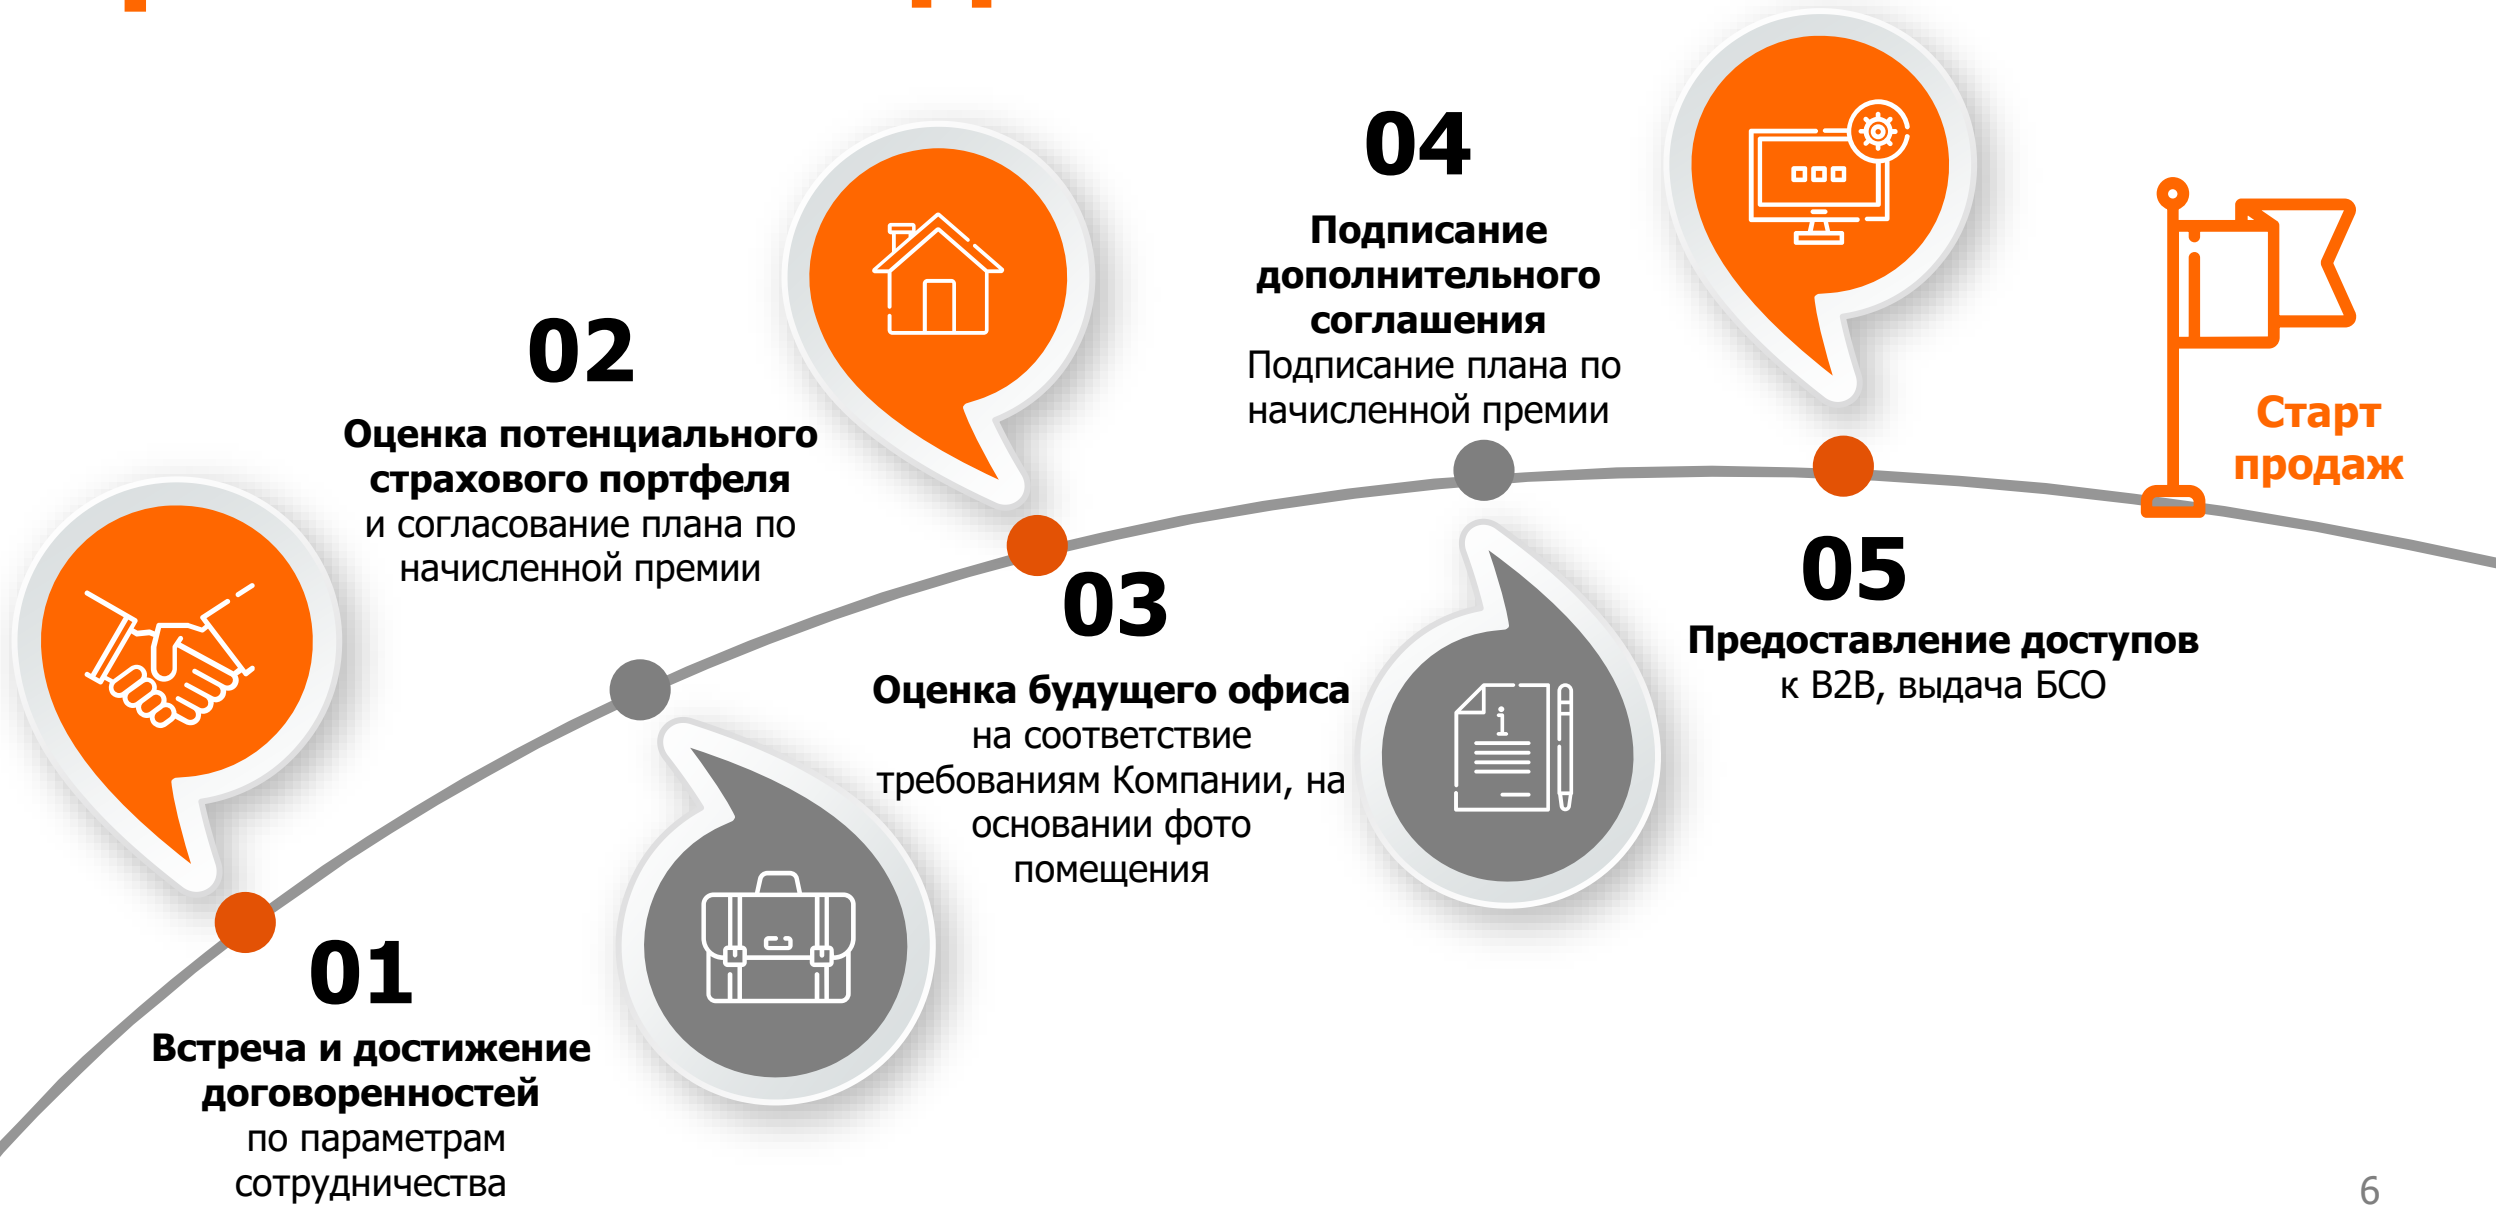 01
Встреча и достижение
договоренностей
по параметрам
сотрудничества
02
Оценка потенциального
страхового портфеля
и согласование плана по
начисленной премии
03
Оценка будущего офиса
на соответствие
требованиям Компании, на
основании фото
помещения
04
Подписание
дополнительного
соглашения
Подписание плана по
начисленной премии
05
Предоставление доступов
к B2B, выдача БСО
Старт
продаж
i
6